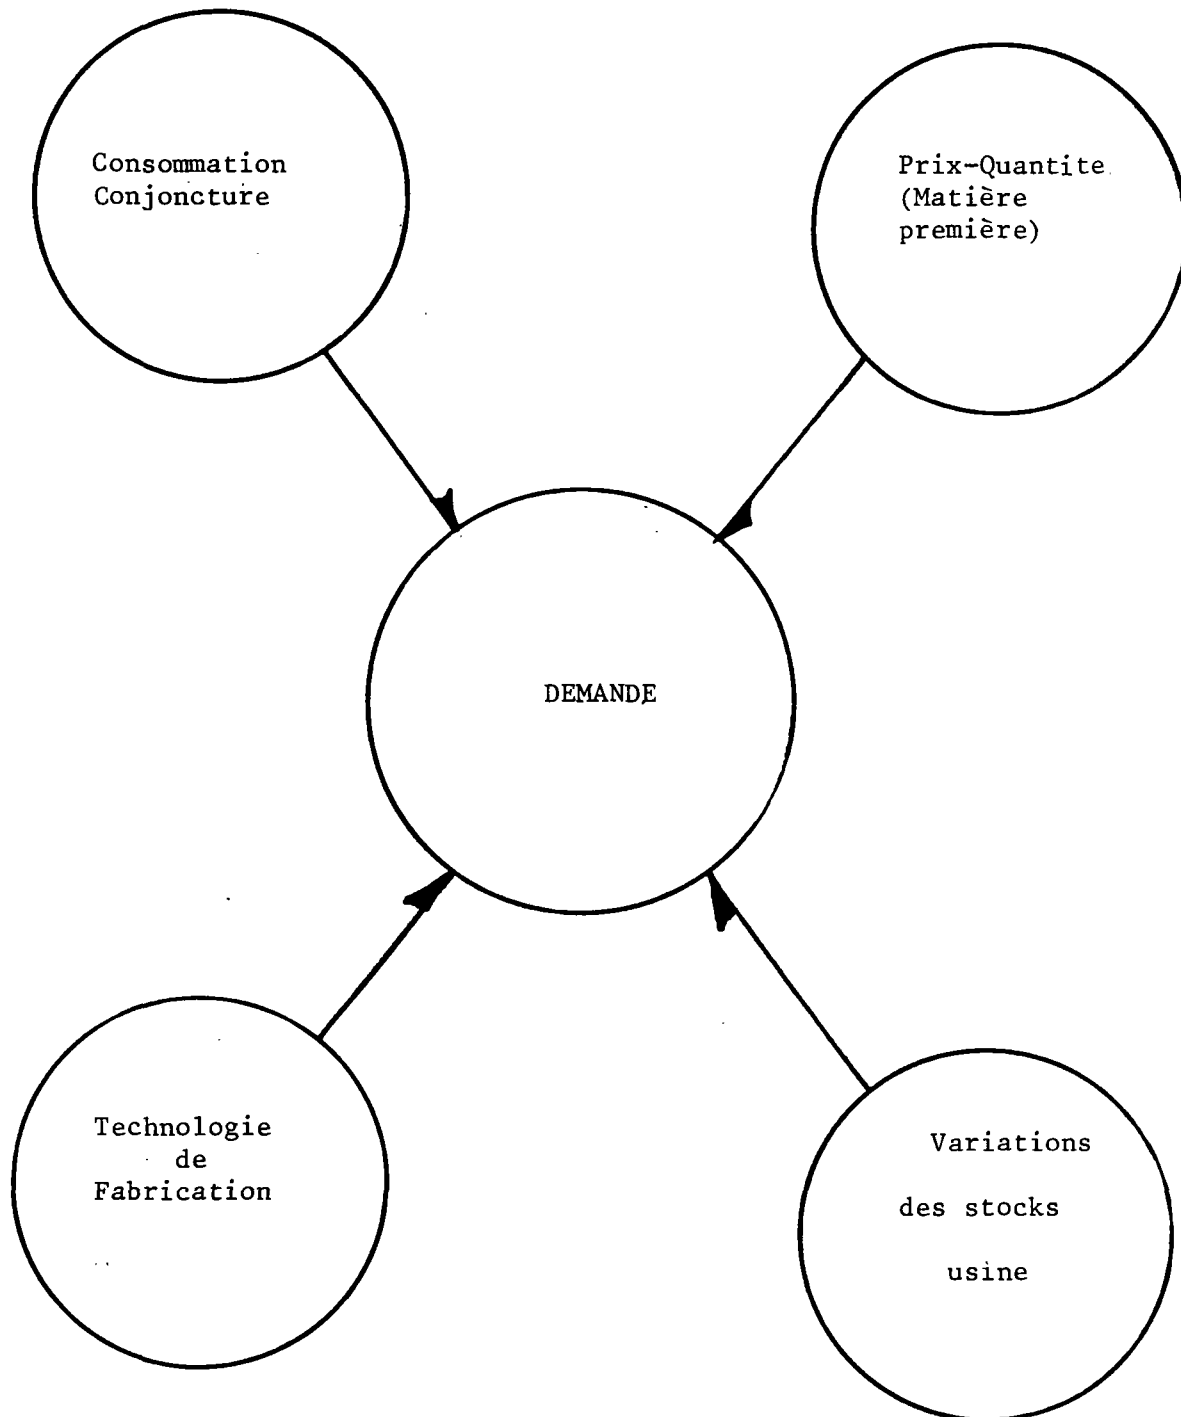 Consommation
Conjoncture
Prix-Quantite
(Matière
première)
DEMANDE
Technologie
de
Fabrication
Variations
des stocks
usine